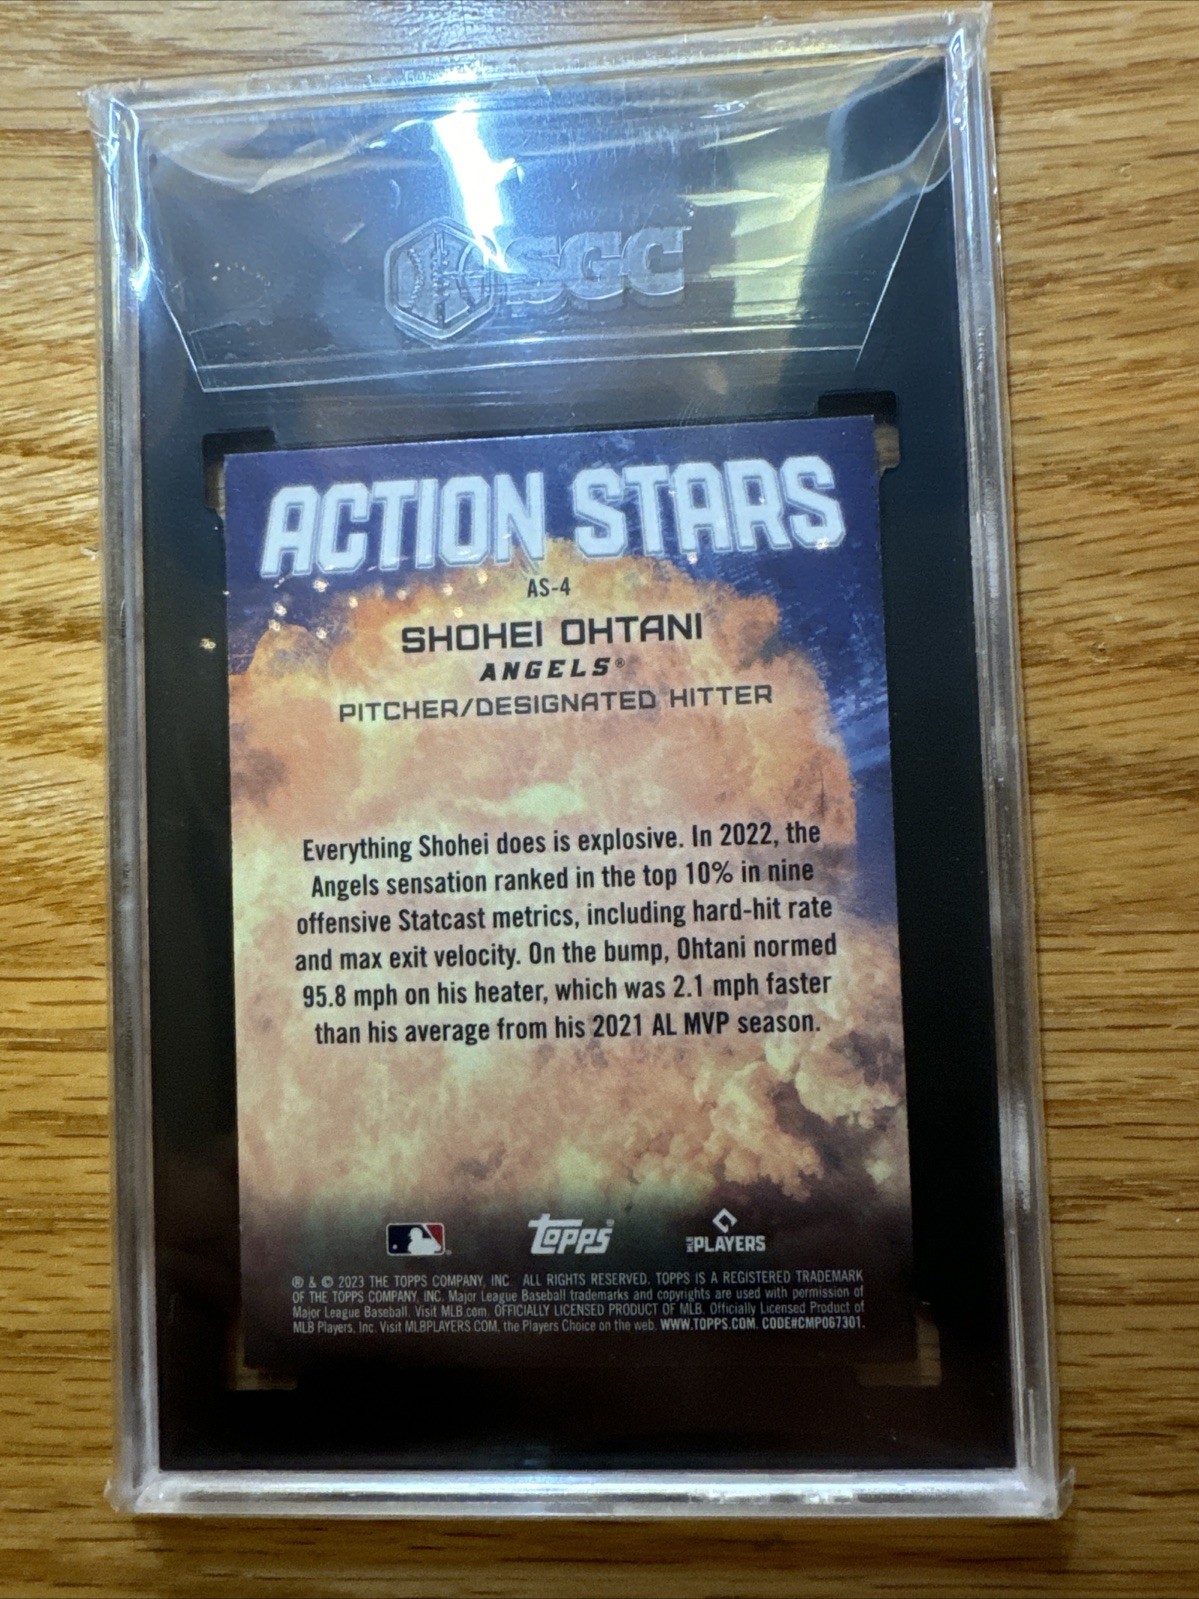 SGC
ACTION STARS
AS-4
SHOHEI OHTANI
ANGELS®
PITCHER/DESIGNATED HITTER
Everything Shohei does is explosive. In 2022, the
Angels sensation ranked in the top 10% in nine
offensive Statcast metrics, including hard-hit rate
and max exit velocity. On the bump, Ohtani normed
95.8 mph on his heater, which was 2.1 mph faster
than his average from his 2021 AL MVP season.
Topps® MLB PLAYERS
® & © 2023 THE TOPPS COMPANY, INC. ALL RIGHTS RESERVED. TOPPS IS A REGISTERED TRADEMARK
OF THE TOPPS COMPANY, INC. Major League Baseball trademarks and copyrights are used with permission of
Major League Baseball. Visit MLB.com. OFFICIALLY LICENSED PRODUCT OF MLB. Officially Licensed Product of
MLB Players, Inc. Visit MLBPLAYERS.COM, the Players Choice on the web. WWW.TOPPS.COM. CODE#CMP067301.